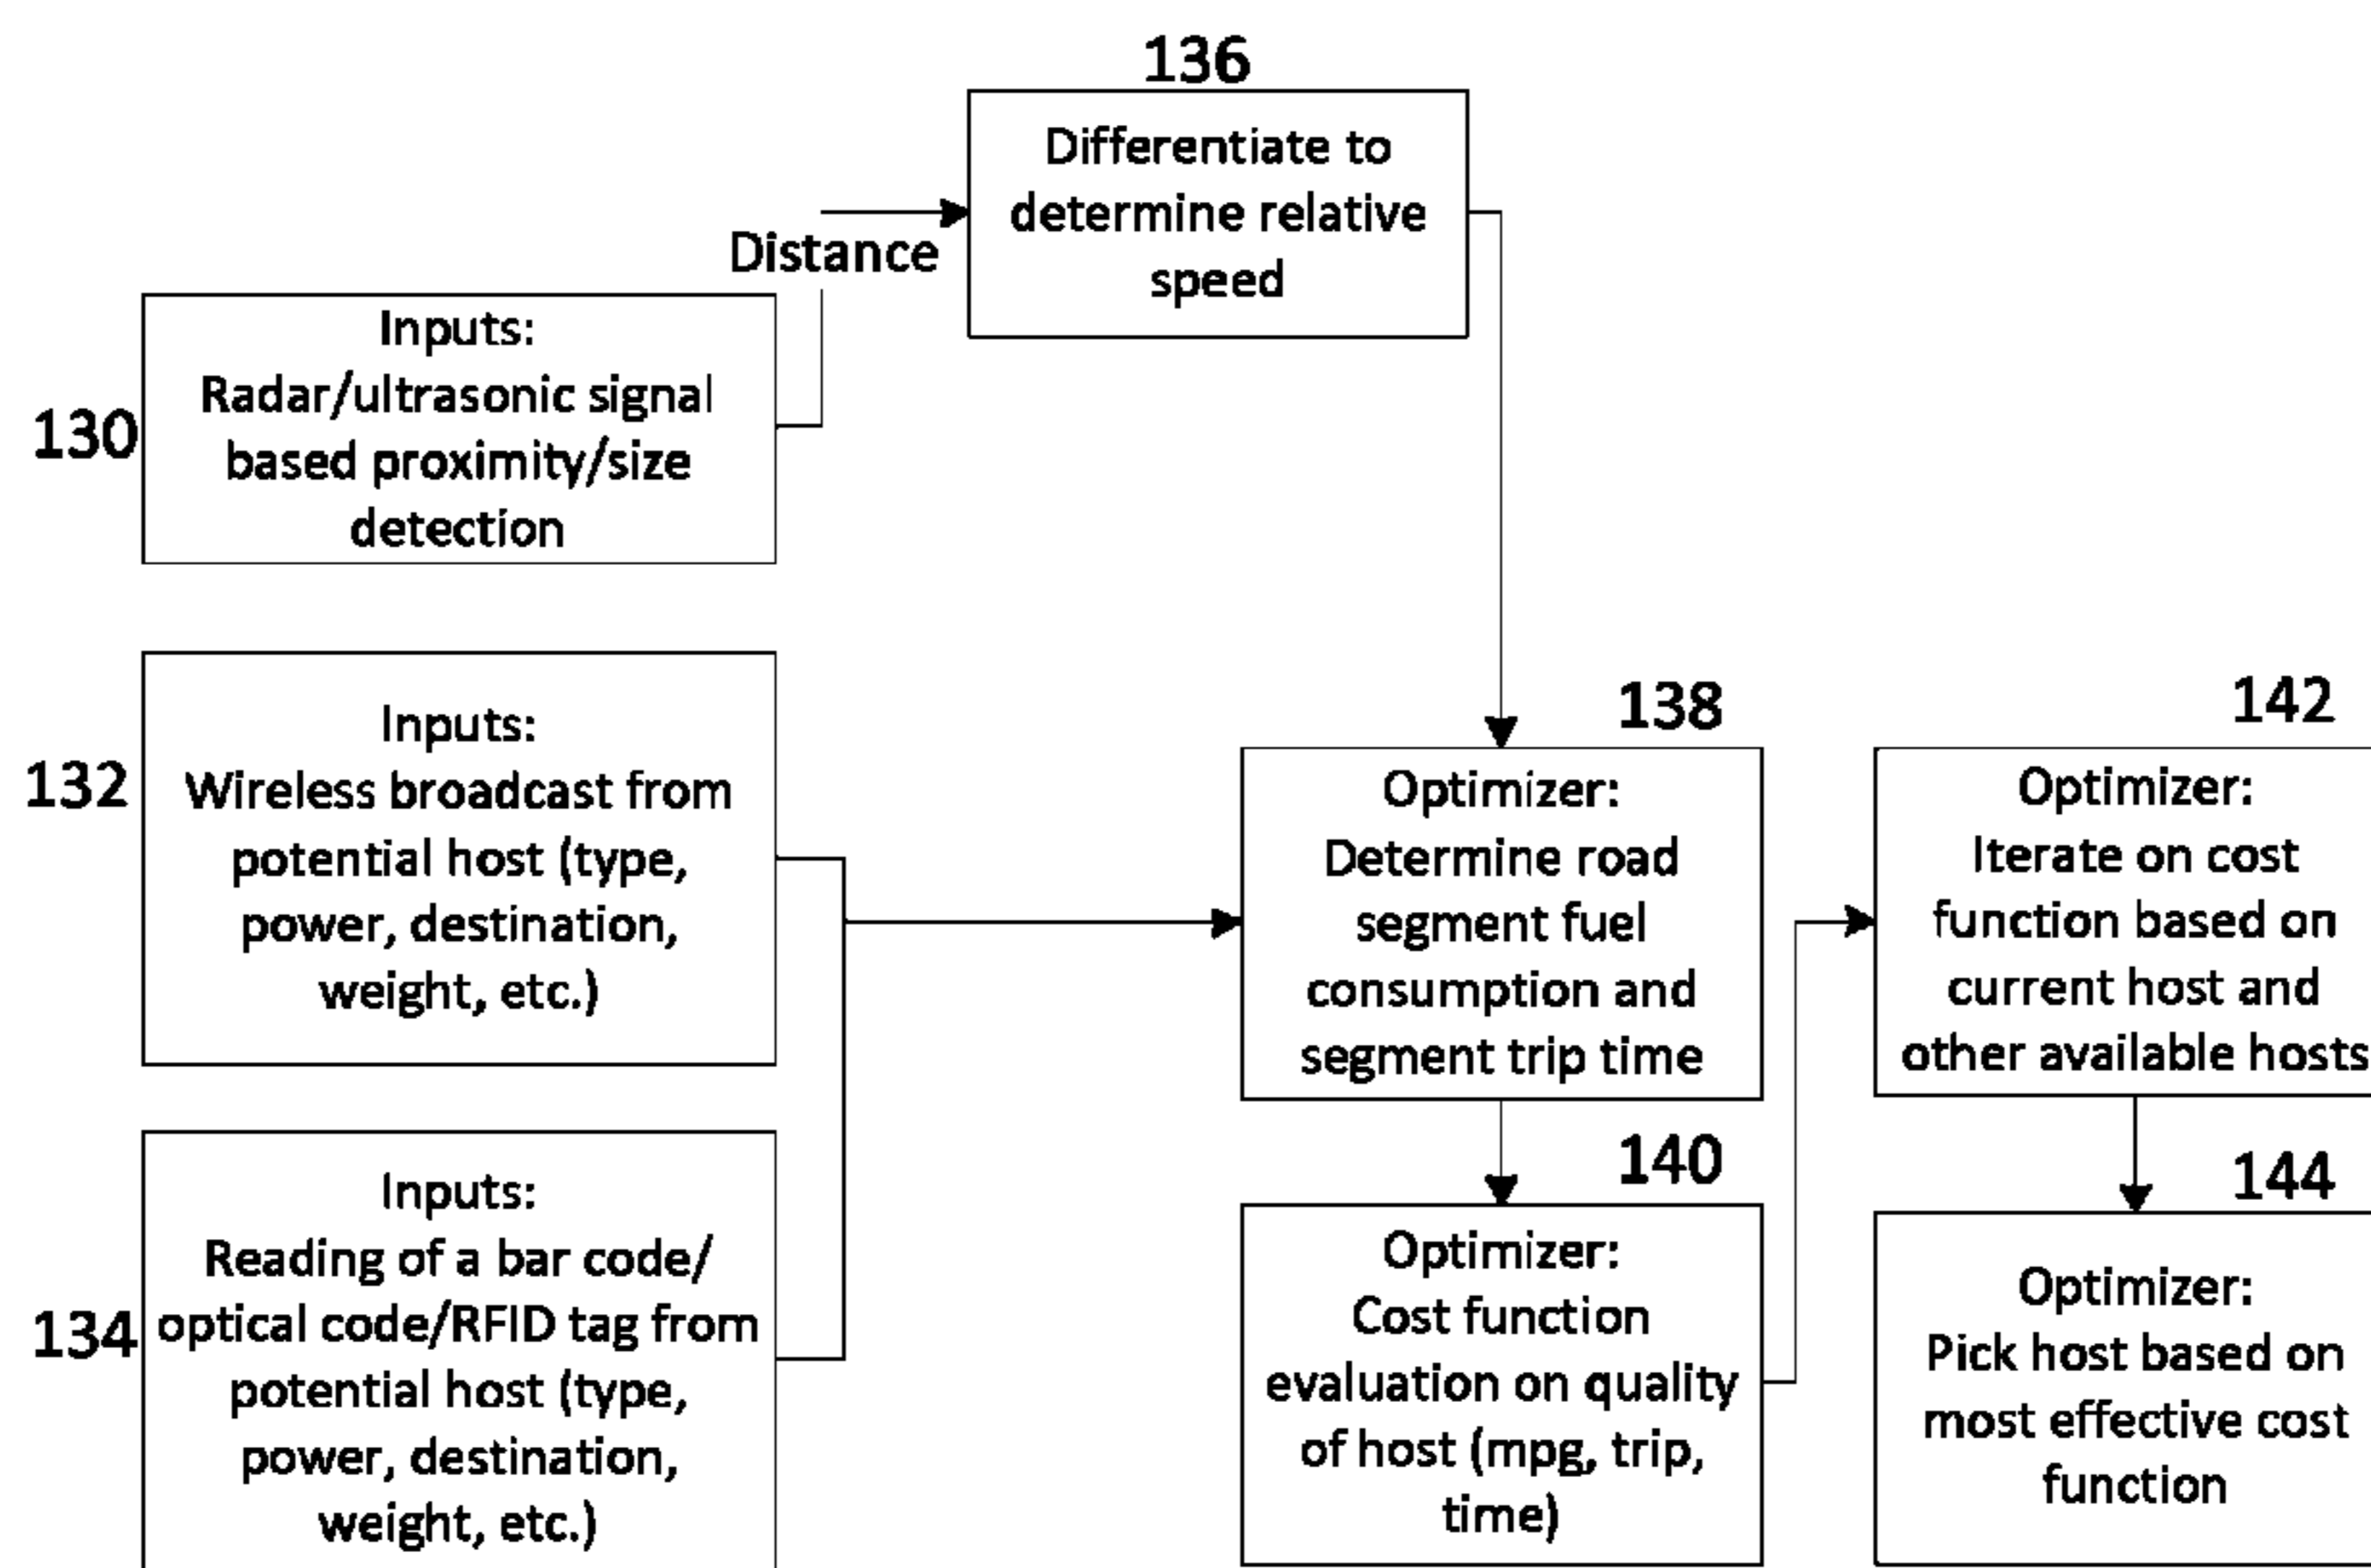 136
Differentiate to
determine relative
speed
Distance
130
Inputs:
Radar/ultrasonic signal
based proximity/size
detection
132
Inputs:
Wireless broadcast from
potential host (type,
power, destination,
weight, etc.)
134
Inputs:
Reading of a bar code/
optical code/RFID tag from
potential host (type,
power, destination,
weight, etc.)
138
Optimizer:
Determine road
segment fuel
consumption and
segment trip time
140
Optimizer:
Cost function
evaluation on quality
of host (mpg, trip,
time)
142
Optimizer:
Iterate on cost
function based on
current host and
other available hosts
144
Optimizer:
Pick host based on
most effective cost
function